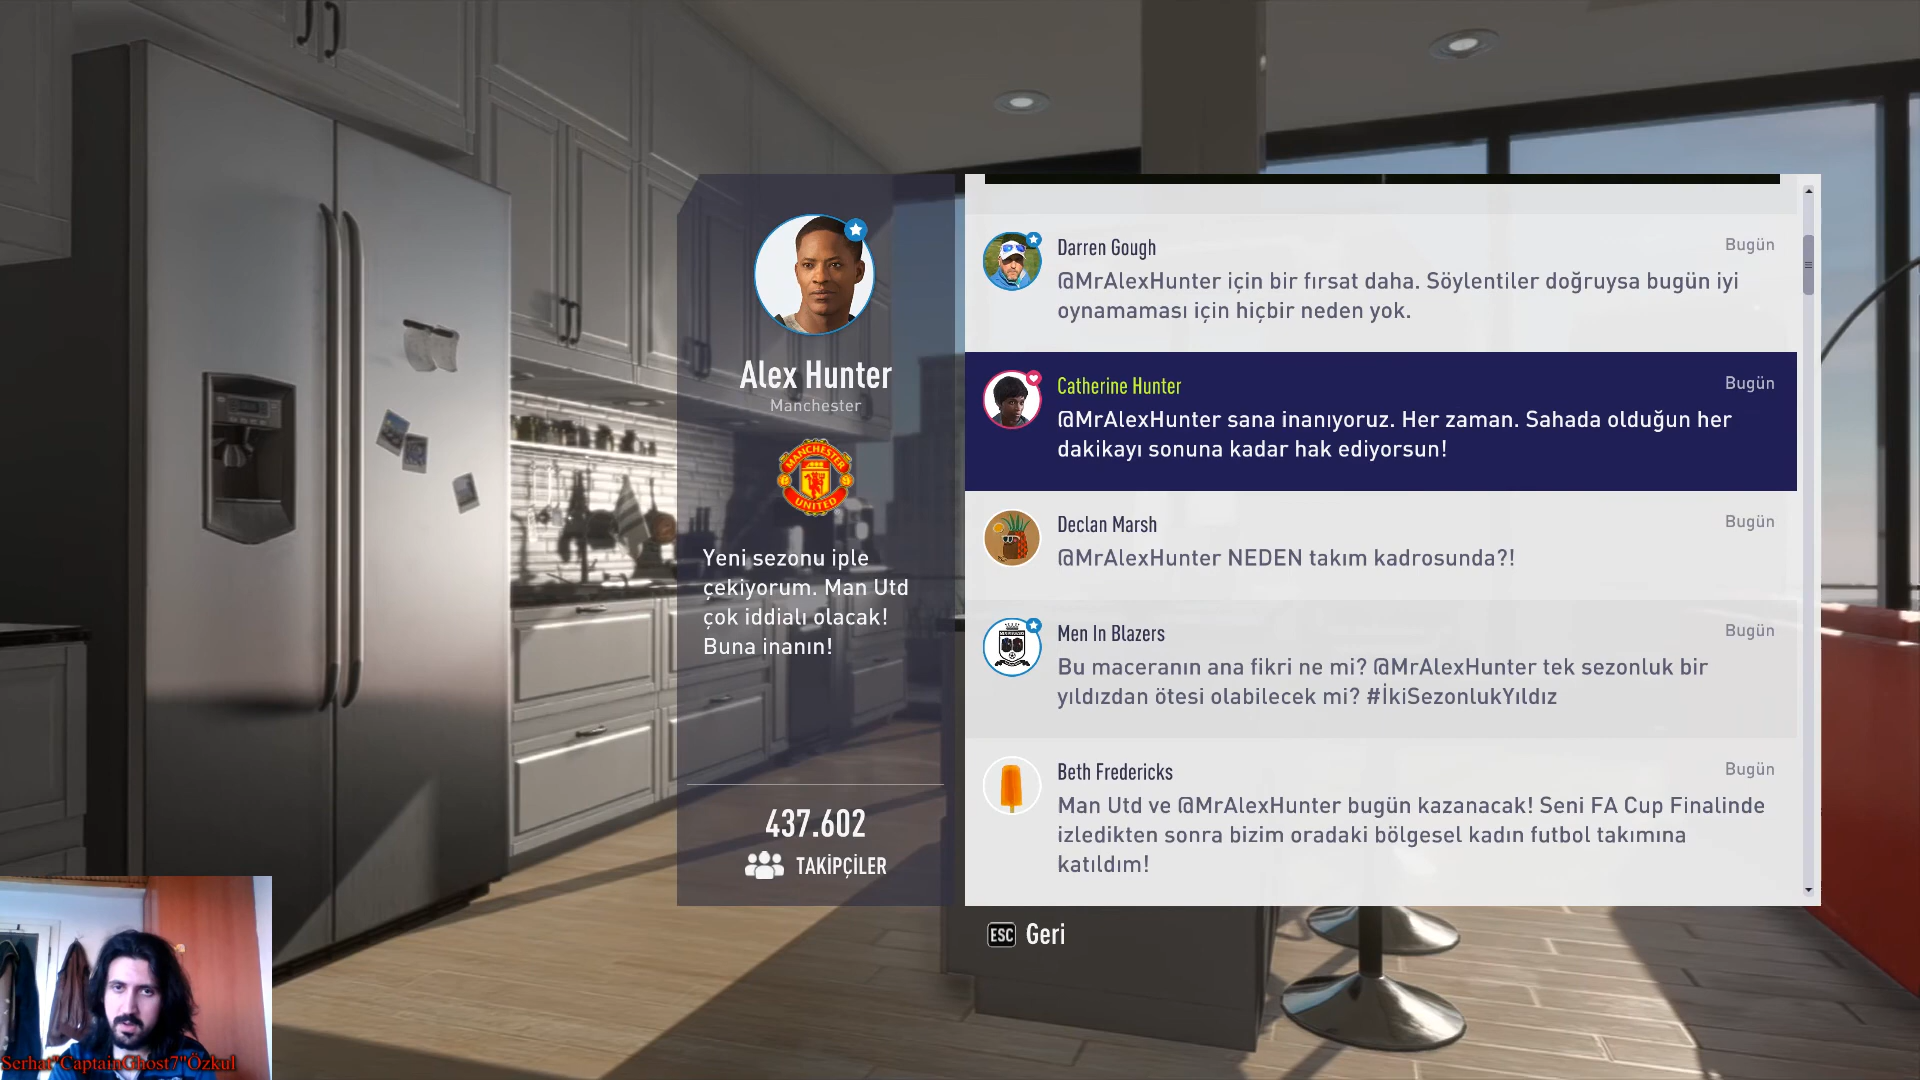 Alex Hunter
Manchester
MANCHESTER
UNITED
Yeni sezonu iple
çekiyorum. Man Utd
çok iddialı olacak!
Buna inanın!
437.602
TAKİPÇİLER
Darren Gough
Bugün
@MrAlexHunter için bir fırsat daha. Söylentiler doğruysa bugün iyi
oynamaması için hiçbir neden yok.
Catherine Hunter
Bugün
@MrAlexHunter sana inanıyoruz. Her zaman. Sahada olduğun her
dakikayı sonuna kadar hak ediyorsun!
Declan Marsh
Bugün
@MrAlexHunter NEDEN takım kadrosunda?!
Men In Blazers
Bugün
Bu maceranın ana fikri ne mi? @MrAlexHunter tek sezonluk bir
yıldızdan ötesi olabilecek mi? #İkiSezonlukYıldız
Beth Fredericks
Bugün
Man Utd ve @MrAlexHunter bugün kazanacak! Seni FA Cup Finalinde
izledikten sonra bizim oradaki bölgesel kadın futbol takımına
katıldım!
ESC Geri
Serhat"CaptainGhost7"Özkul